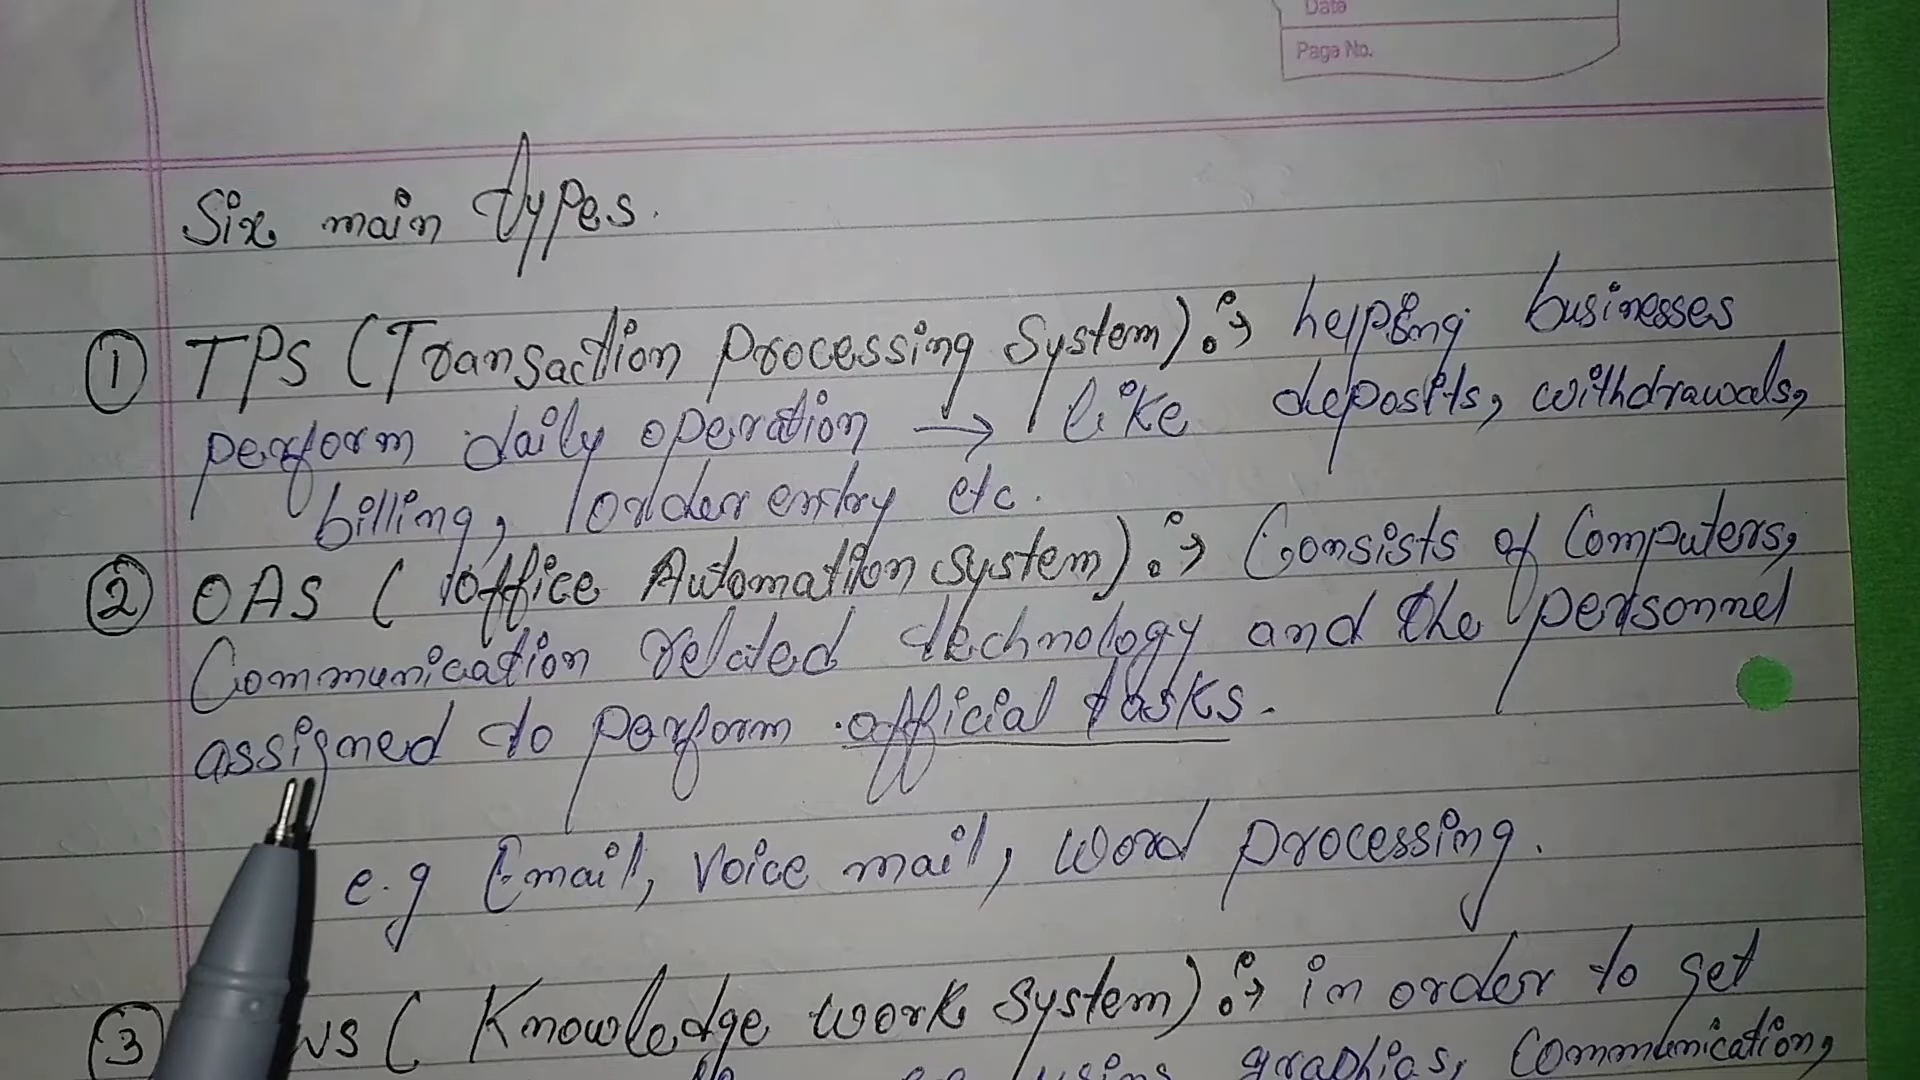 Date
Page No.
Six main types.
① TPS (Transaction Processing System) :→ helping businesses
perform daily operation → like deposits, withdrawals,
billing, order entry etc.
② OAS ( office Automation system) :→ Consists of Computers,
Communication related technology and the personnel
assigned to perform official tasks.
e.g Email, Voice mail, word processing.
③ WS ( Knowledge work system) :→ in order to get
using graphics, Communication,